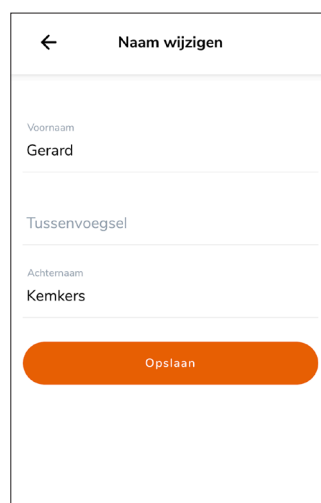 Naam wijzigen
Voornaam
Gerard
Tussenvoegsel
Achternaam
Kemkers
Opslaan